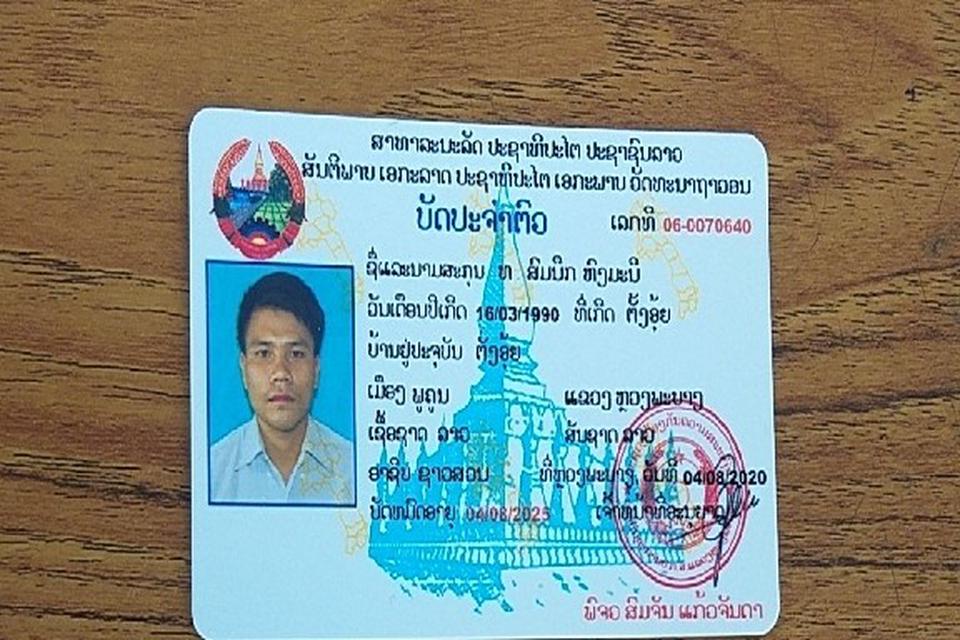 ສາທາລະນະລັດ ປະຊາທິປະໄຕ ປະຊາຊົນລາວ
ສັນຕິພາບ ເອກະລາດ ປະຊາທິປະໄຕ ເອກະພາບ ວັດທະນາຖາວອນ
ບັດປະຈຳຕົວ
ເລກທີ 06-0070640
ຊື່ແລະນາມສະກຸນ ທ ສົມນຶກ ຫົງມະນີ
ວັນເດືອນປີເກີດ 16/03/1990 ທີ່ເກີດ ຕັ້ງອຸ້ຍ
ບ້ານຢູ່ປະຈຸບັນ ຕັ້ງອຸ້ຍ
ເມືອງ ພູຄູນ ແຂວງ ຫຼວງພະບາງ
ເຊື້ອຊາດ ລາວ ສັນຊາດ ລາວ
ອາຊີບ ຊາວສວນ ທີ່ຫຼວງພະບາງ, ວັນທີ 04/08/2020
ບັດໝົດອາຍຸ 04/08/2025 ເຈົ້າໜ້າທີ່ອະນຸຍາດ
ພົຈວ ສົມຈັນ ແກ້ວຈັນດາ